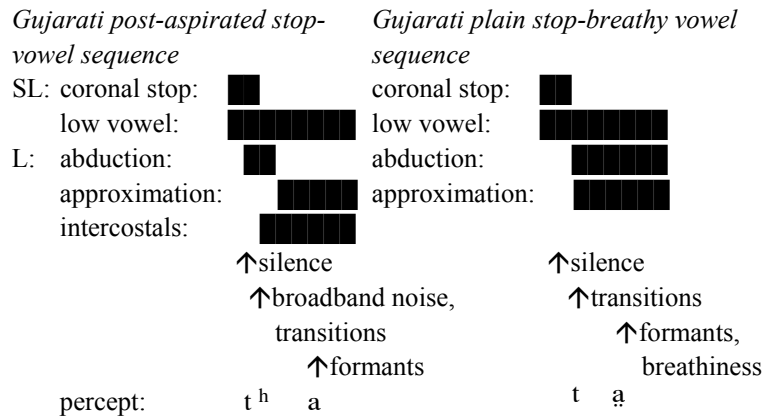 Gujarati post-aspirated stop- Gujarati plain stop-breathy vowel
vowel sequence sequence
SL: coronal stop: coronal stop:
low vowel: low vowel:
L: abduction: abduction:
approximation: approximation:
intercostals:
↑silence ↑silence
↑broadband noise, ↑transitions
transitions ↑formants,
↑formants breathiness
percept: t ʰ a t a̤